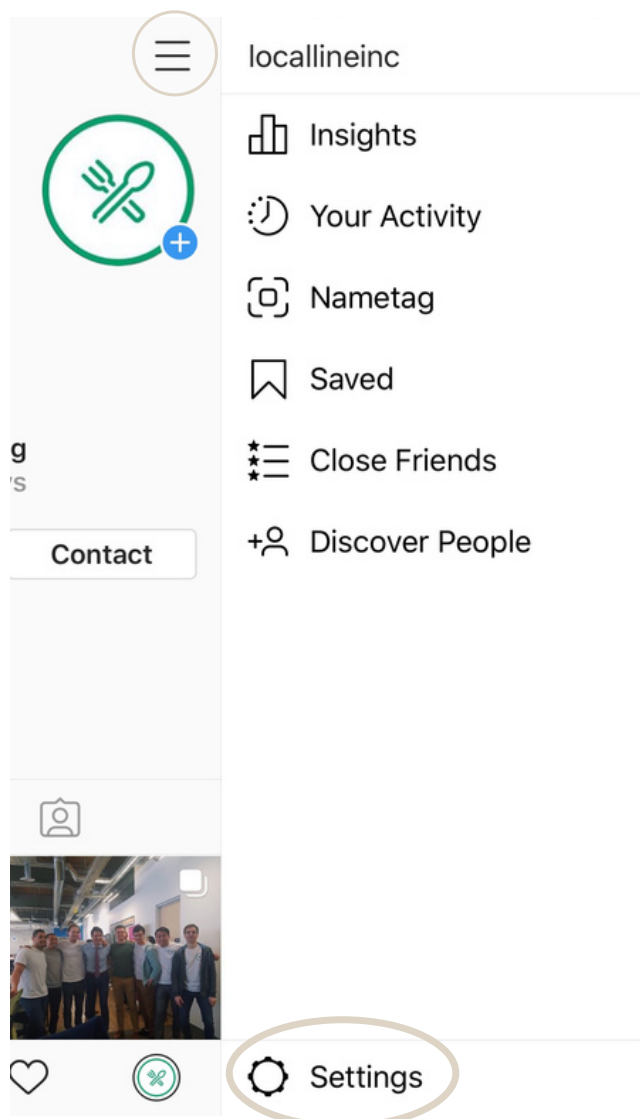 locallineinc
Insights
Your Activity
Nametag
Saved
g
Close Friends
's
Discover People
Contact
Settings